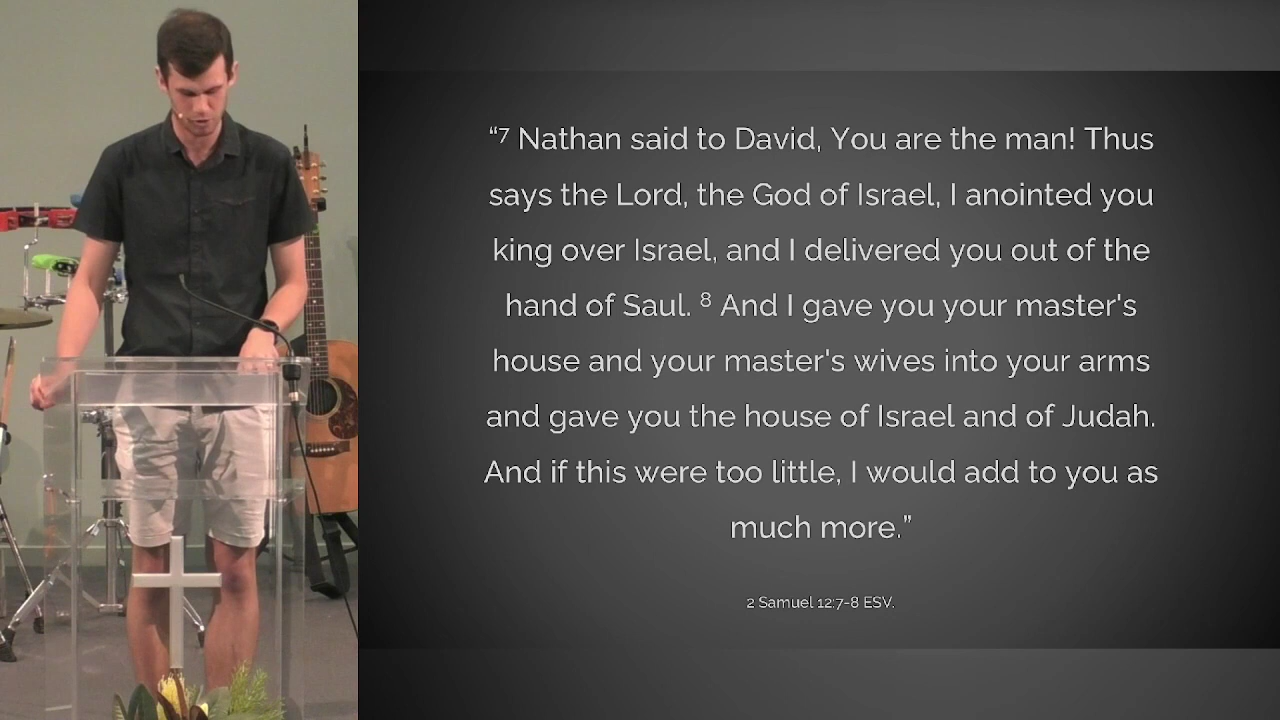 “⁷ Nathan said to David, You are the man! Thus
says the Lord, the God of Israel, I anointed you
king over Israel, and I delivered you out of the
hand of Saul. ⁸ And I gave you your master's
house and your master's wives into your arms
and gave you the house of Israel and of Judah.
And if this were too little, I would add to you as
much more.”
2 Samuel 12:7-8 ESV.